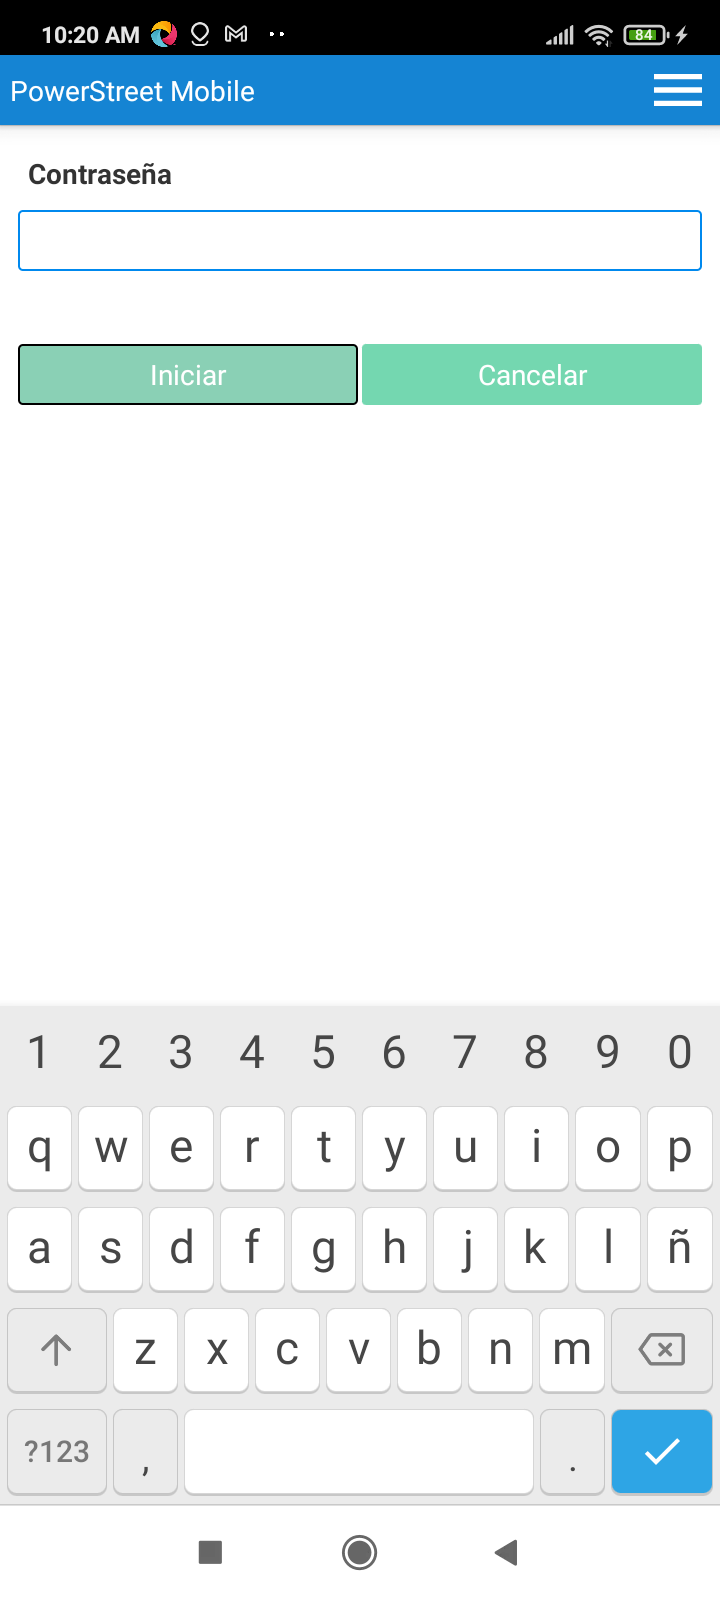 10:20 AM
84
PowerStreet Mobile
Contraseña
Iniciar Cancelar
1 2 3 4 5 6 7 8 9 0
q w e r t y u i o p
a s d f g h j k l ñ
z x c v b n m
?123 , .